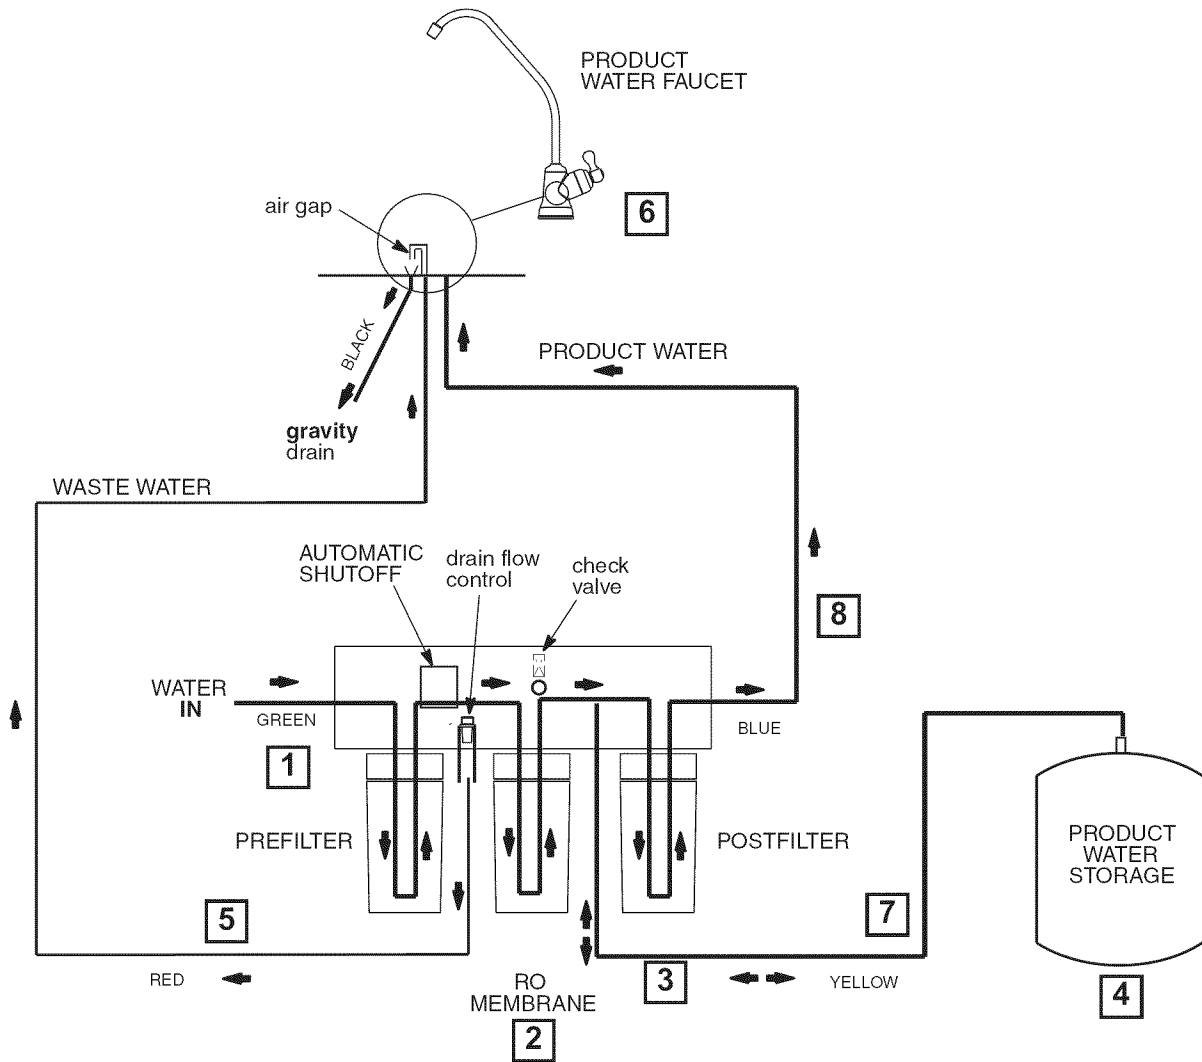 PRODUCT
WATER FAUCET
6
air gap
BLACK
PRODUCT WATER
gravity
drain
WASTE WATER
AUTOMATIC
SHUTOFF
drain flow
control
check
valve
8
WATER
IN
GREEN
BLUE
1
PREFILTER
POSTFILTER
PRODUCT
WATER
STORAGE
5
7
RED
RO
MEMBRANE
2
3
YELLOW
4